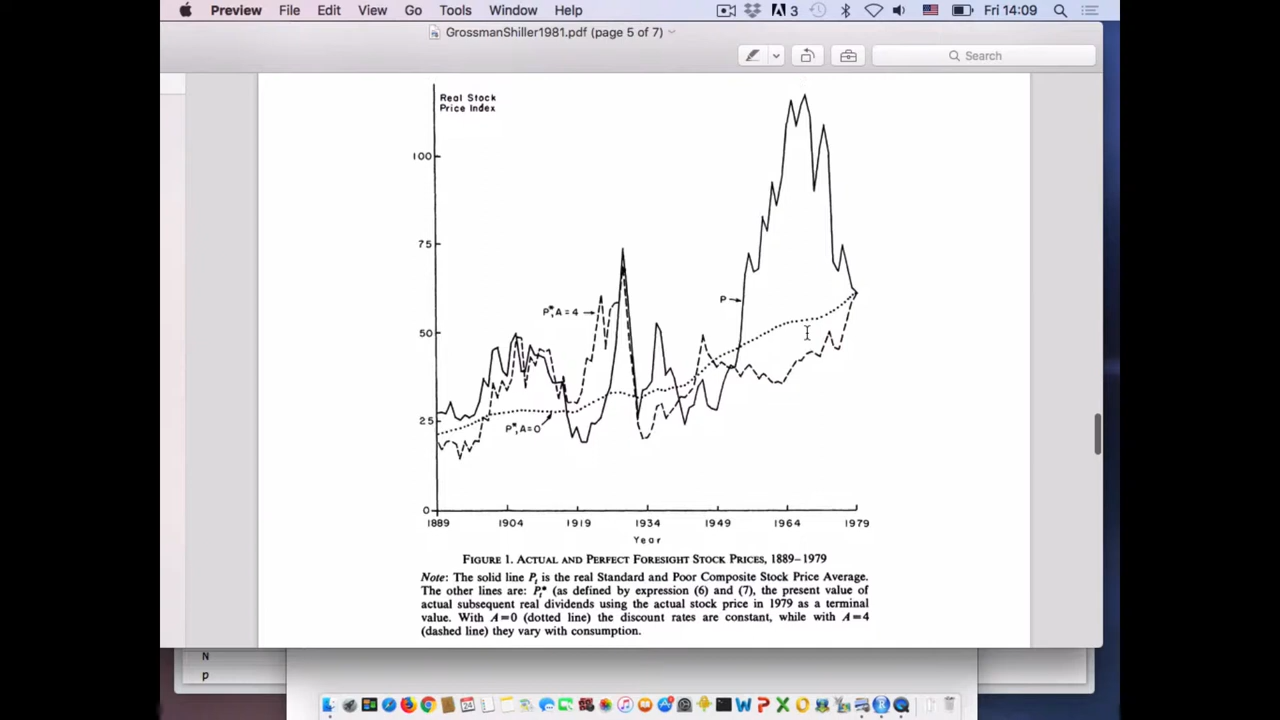 Preview File Edit View Go Tools Window Help 3 Fri 14:09
GrossmanShiller1981.pdf (page 5 of 7)
Search
Real Stock
Price Index
100
75
P*, A=4
P
50
25
P*, A=0
0
1889 1904 1919 1934 1949 1964 1979
Year
FIGURE 1. ACTUAL AND PERFECT FORESIGHT STOCK PRICES, 1889–1979
Note: The solid line Pt is the real Standard and Poor Composite Stock Price Average.
The other lines are: Pt* (as defined by expression (6) and (7), the present value of
actual subsequent real dividends using the actual stock price in 1979 as a terminal
value. With A=0 (dotted line) the discount rates are constant, while with A=4
(dashed line) they vary with consumption.
N
p